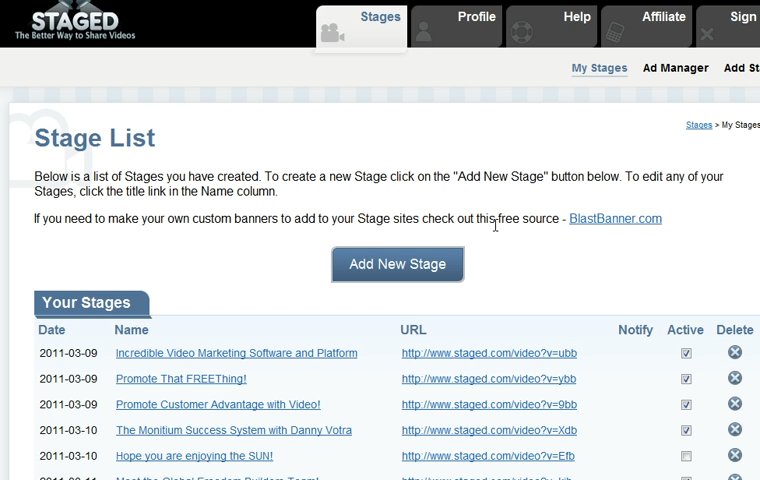 STAGED
The Better Way to Share Videos
Stages
Profile
Help
Affiliate
Sign
My Stages
Ad Manager
Add St
Stages > My Stages
Stage List
Below is a list of Stages you have created. To create a new Stage click on the "Add New Stage" button below. To edit any of your
Stages, click the title link in the Name column.
If you need to make your own custom banners to add to your Stage sites check out this free source - BlastBanner.com
Add New Stage
Your Stages
Date Name URL Notify Active Delete
2011-03-09 Incredible Video Marketing Software and Platform http://www.staged.com/video?v=ubb
2011-03-09 Promote That FREEThing! http://www.staged.com/video?v=ybb
2011-03-09 Promote Customer Advantage with Video! http://www.staged.com/video?v=9bb
2011-03-10 The Monitium Success System with Danny Votra http://www.staged.com/video?v=Xdb
2011-03-10 Hope you are enjoying the SUN! http://www.staged.com/video?v=Efb